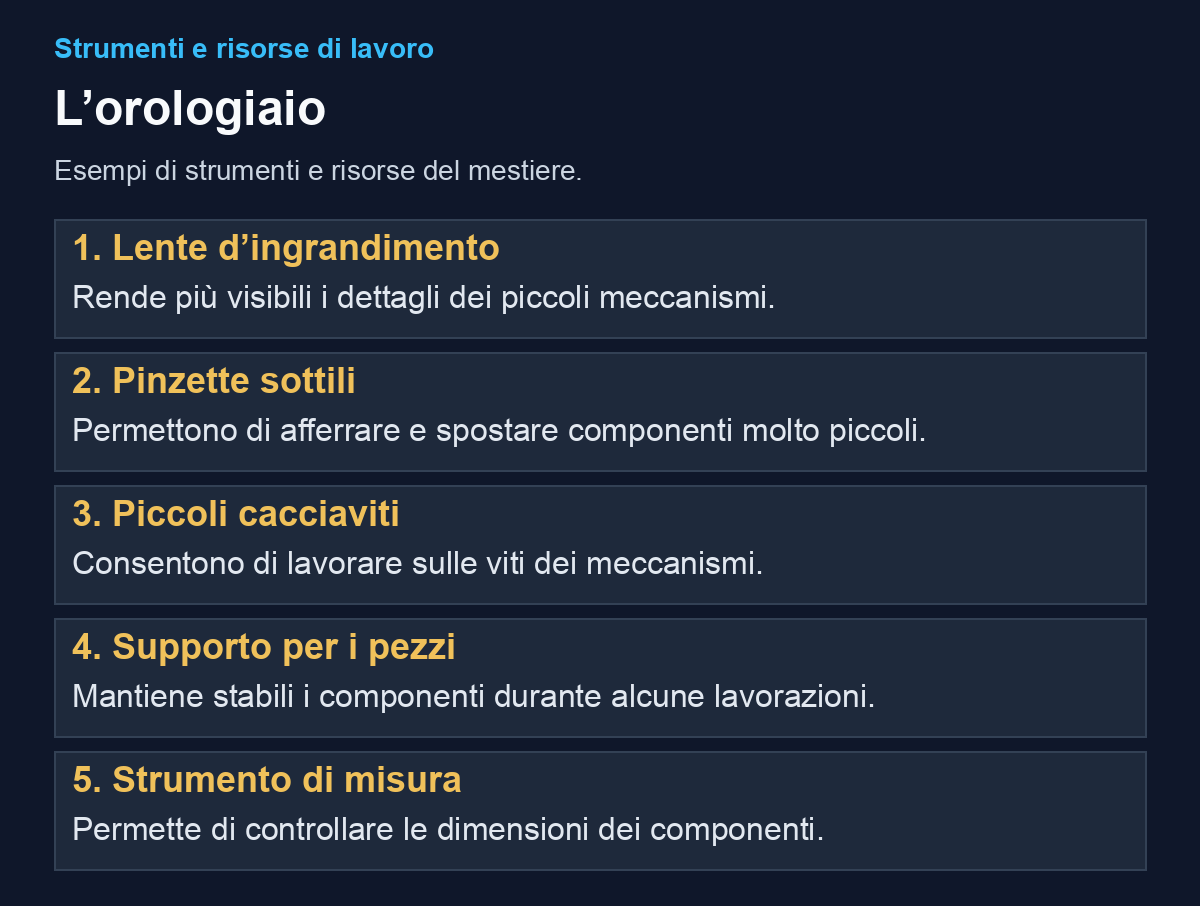 Strumenti e risorse di lavoro
L’orologiaio
Esempi di strumenti e risorse del mestiere.
1. Lente d’ingrandimento
Rende più visibili i dettagli dei piccoli meccanismi.
2. Pinzette sottili
Permettono di afferrare e spostare componenti molto piccoli.
3. Piccoli cacciaviti
Consentono di lavorare sulle viti dei meccanismi.
4. Supporto per i pezzi
Mantiene stabili i componenti durante alcune lavorazioni.
5. Strumento di misura
Permette di controllare le dimensioni dei componenti.